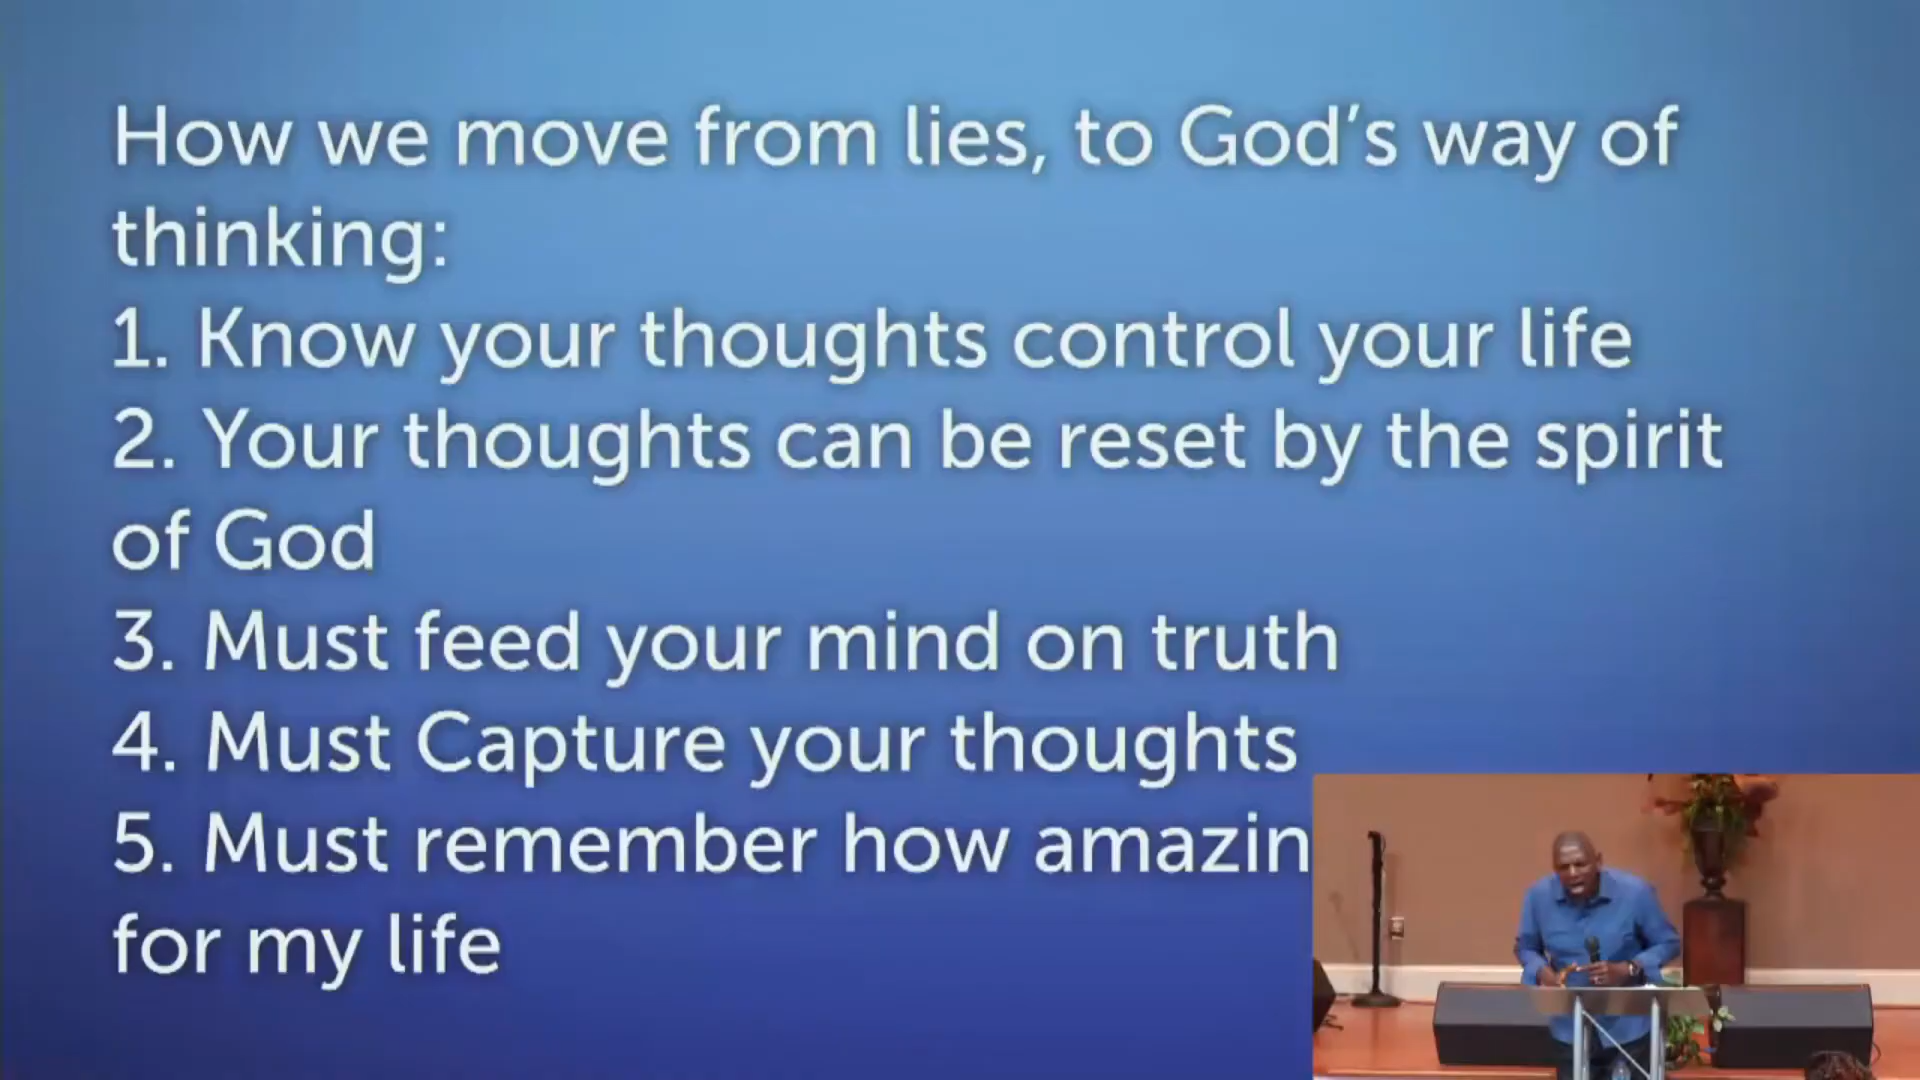 How we move from lies, to God's way of
thinking:
1. Know your thoughts control your life
2. Your thoughts can be reset by the spirit
of God
3. Must feed your mind on truth
4. Must Capture your thoughts
5. Must remember how amazin
for my life